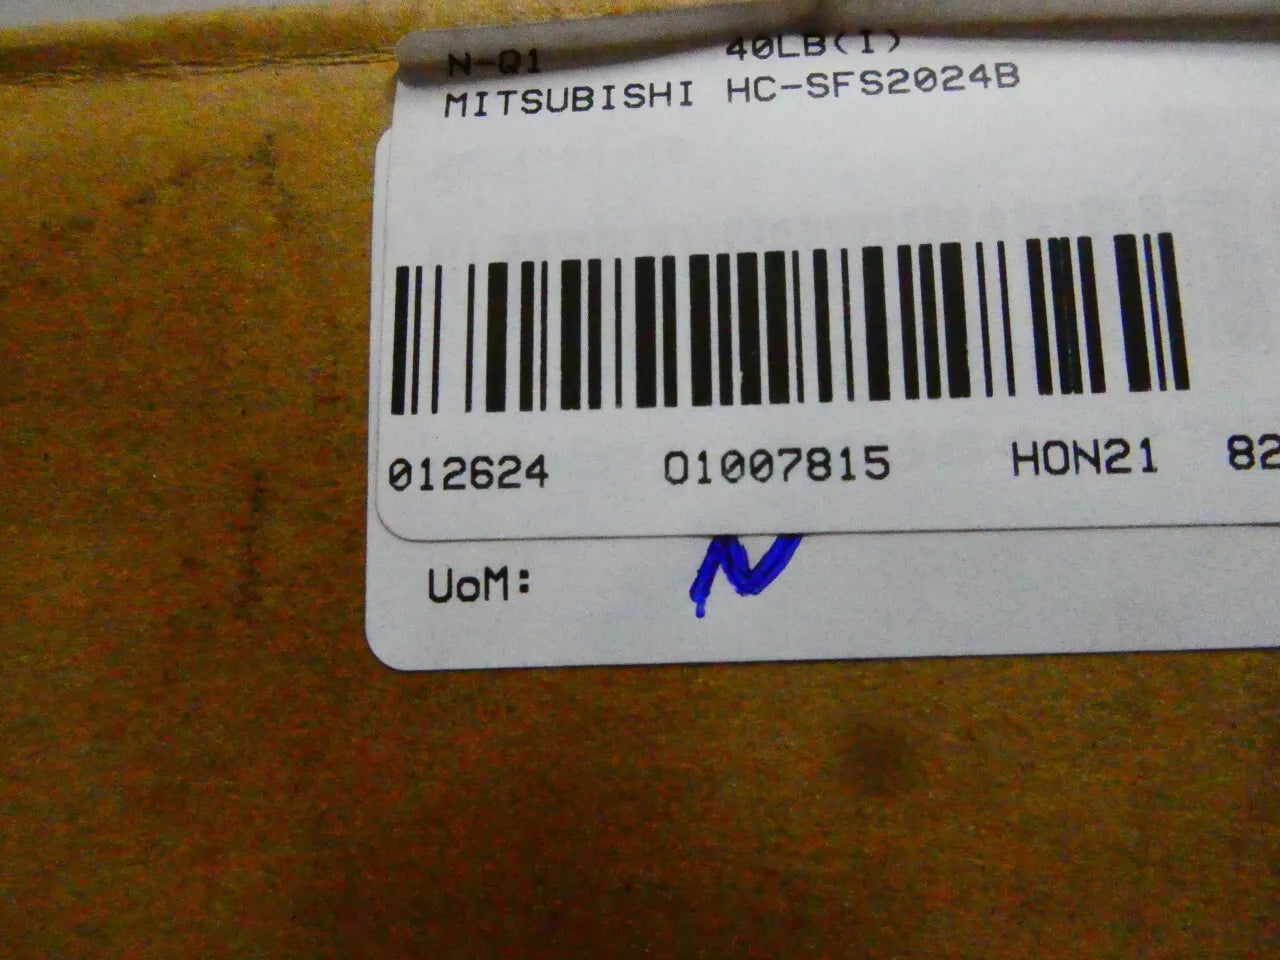 N-Q1 40LB(I)
MITSUBISHI HC-SFS2024B
012624 01007815 HON21 82
UoM:
N